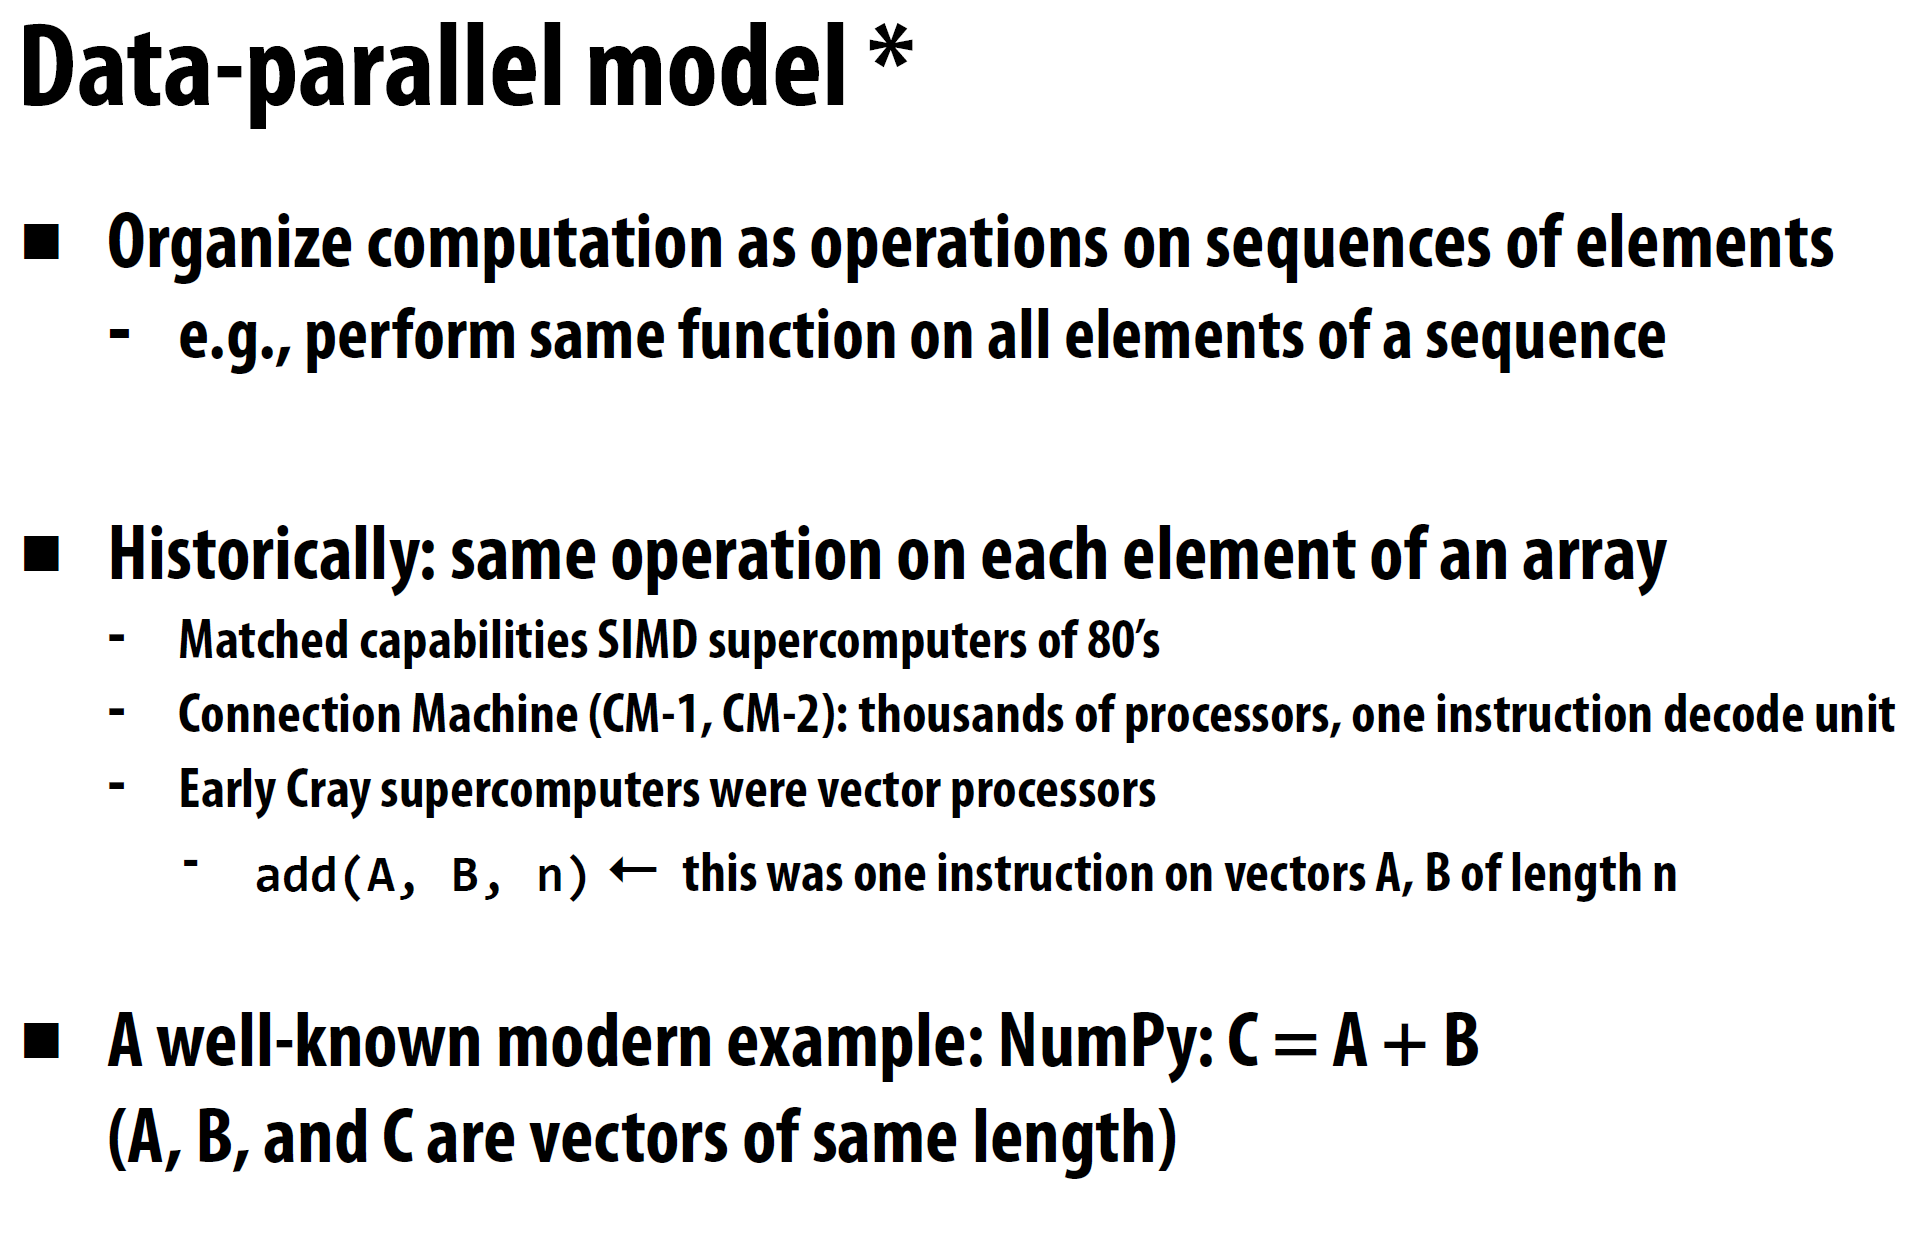 Data-parallel model *
■ Organize computation as operations on sequences of elements
- e.g., perform same function on all elements of a sequence
■ Historically: same operation on each element of an array
- Matched capabilities SIMD supercomputers of 80’s
- Connection Machine (CM-1, CM-2): thousands of processors, one instruction decode unit
- Early Cray supercomputers were vector processors
- add(A, B, n) ← this was one instruction on vectors A, B of length n
■ A well-known modern example: NumPy: C = A + B
(A, B, and C are vectors of same length)